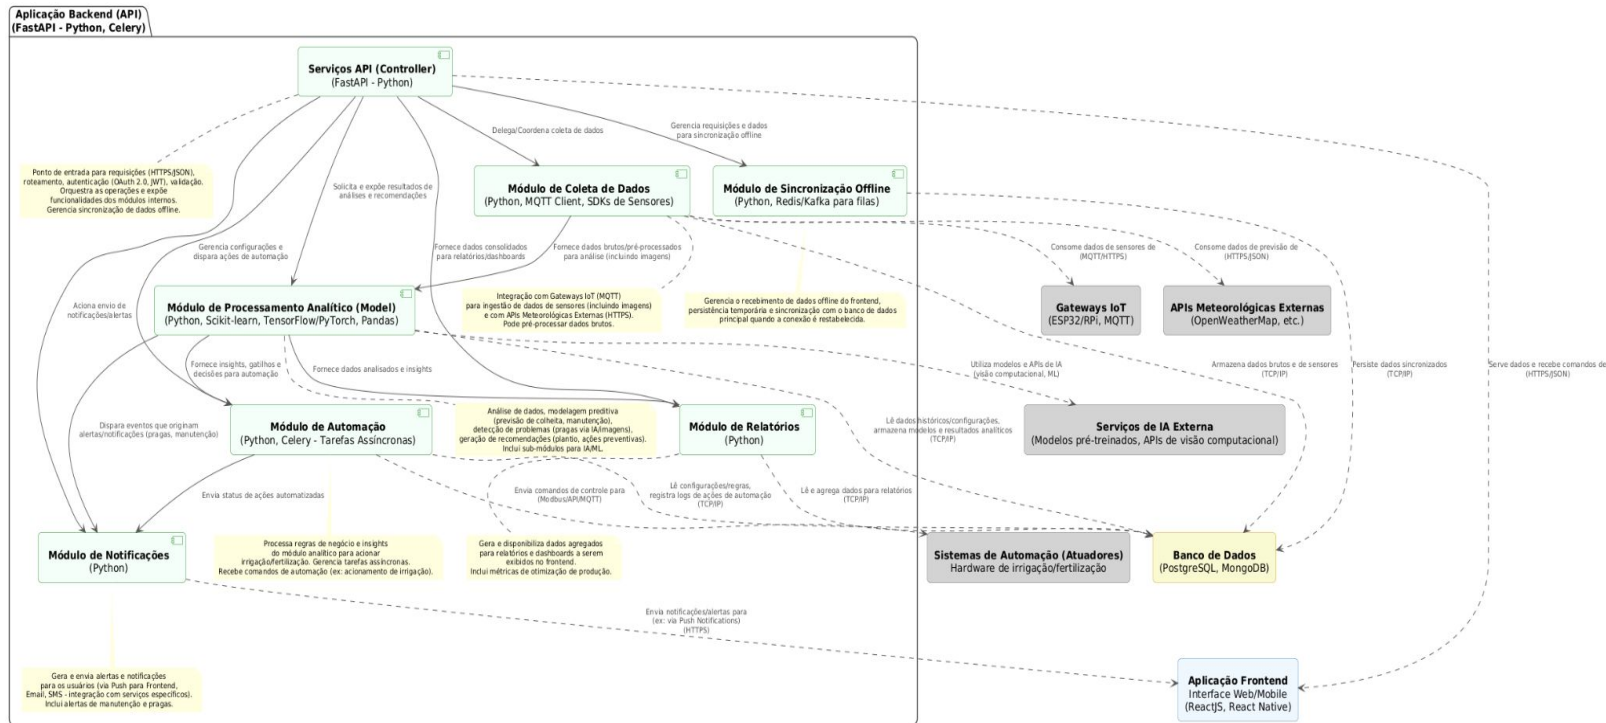 Aplicação Backend (API)
(FastAPI - Python, Celery)
Serviços API (Controller)
(FastAPI - Python)
Delega/Coordena coleta de dados
Gerencia requisições e dados
para sincronização offline
Ponto de entrada para requisições (HTTPS/JSON),
roteamento, autenticação (OAuth 2.0, JWT), validação.
Orquestra as operações e expõe
funcionalidades dos módulos internos.
Gerencia sincronização de dados offline.
Solicita e expõe resultados de
análises e recomendações
Módulo de Coleta de Dados
(Python, MQTT Client, SDKs de Sensores)
Módulo de Sincronização Offline
(Python, Redis/Kafka para filas)
Gerencia configurações e
dispara ações de automação
Fornece dados consolidados
para relatórios/dashboards
Fornece dados brutos/pré-processados
para análise (incluindo imagens)
Consome dados de sensores de
(MQTT/HTTPS)
Consome dados de previsão de
(HTTPS/JSON)
Aciona envio de
notificações/alertas
Módulo de Processamento Analítico (Model)
(Python, Scikit-learn, TensorFlow/PyTorch, Pandas)
Integração com Gateways IoT (MQTT)
para ingestão de dados de sensores (incluindo imagens)
e com APIs Meteorológicas Externas (HTTPS).
Pode pré-processar dados brutos.
Gerencia o recebimento de dados offline do frontend,
persistência temporária e sincronização com o banco de dados
principal quando a conexão é restabelecida.
Gateways IoT
(ESP32/RPi, MQTT)
APIs Meteorológicas Externas
(OpenWeatherMap, etc.)
Fornece insights, gatilhos e
decisões para automação
Fornece dados analisados e insights
Utiliza modelos e APIs de IA
(visão computacional, ML)
Armazena dados brutos e de sensores
(TCP/IP)
Persiste dados sincronizados
(TCP/IP)
Serve dados e recebe comandos de
(HTTPS/JSON)
Dispara eventos que originam
alertas/notificações (pragas, manutenção)
Módulo de Automação
(Python, Celery - Tarefas Assíncronas)
Análise de dados, modelagem preditiva
(previsão de colheita, manutenção),
detecção de problemas (pragas via IA/imagens),
geração de recomendações (plantio, ações preventivas).
Inclui sub-módulos para IA/ML.
Módulo de Relatórios
(Python)
Lê dados históricos/configurações,
armazena modelos e resultados analíticos
(TCP/IP)
Serviços de IA Externa
(Modelos pré-treinados, APIs de visão computacional)
Envia status de ações automatizadas
Envia comandos de controle para
(Modbus/API/MQTT)
Lê configurações/regras,
registra logs de ações de automação
(TCP/IP)
Lê e agrega dados para relatórios
(TCP/IP)
Módulo de Notificações
(Python)
Processa regras de negócio e insights
do módulo analítico para acionar
irrigação/fertilização. Gerencia tarefas assíncronas.
Recebe comandos de automação (ex: acionamento de irrigação).
Gera e disponibiliza dados agregados
para relatórios e dashboards a serem
exibidos no frontend.
Inclui métricas de otimização de produção.
Sistemas de Automação (Atuadores)
Hardware de irrigação/fertilização
Banco de Dados
(PostgreSQL, MongoDB)
Envia notificações/alertas para
(ex: via Push Notifications)
(HTTPS)
Gera e envia alertas e notificações
para os usuários (via Push para Frontend,
Email, SMS - integração com serviços específicos).
Inclui alertas de manutenção e pragas.
Aplicação Frontend
Interface Web/Mobile
(ReactJS, React Native)